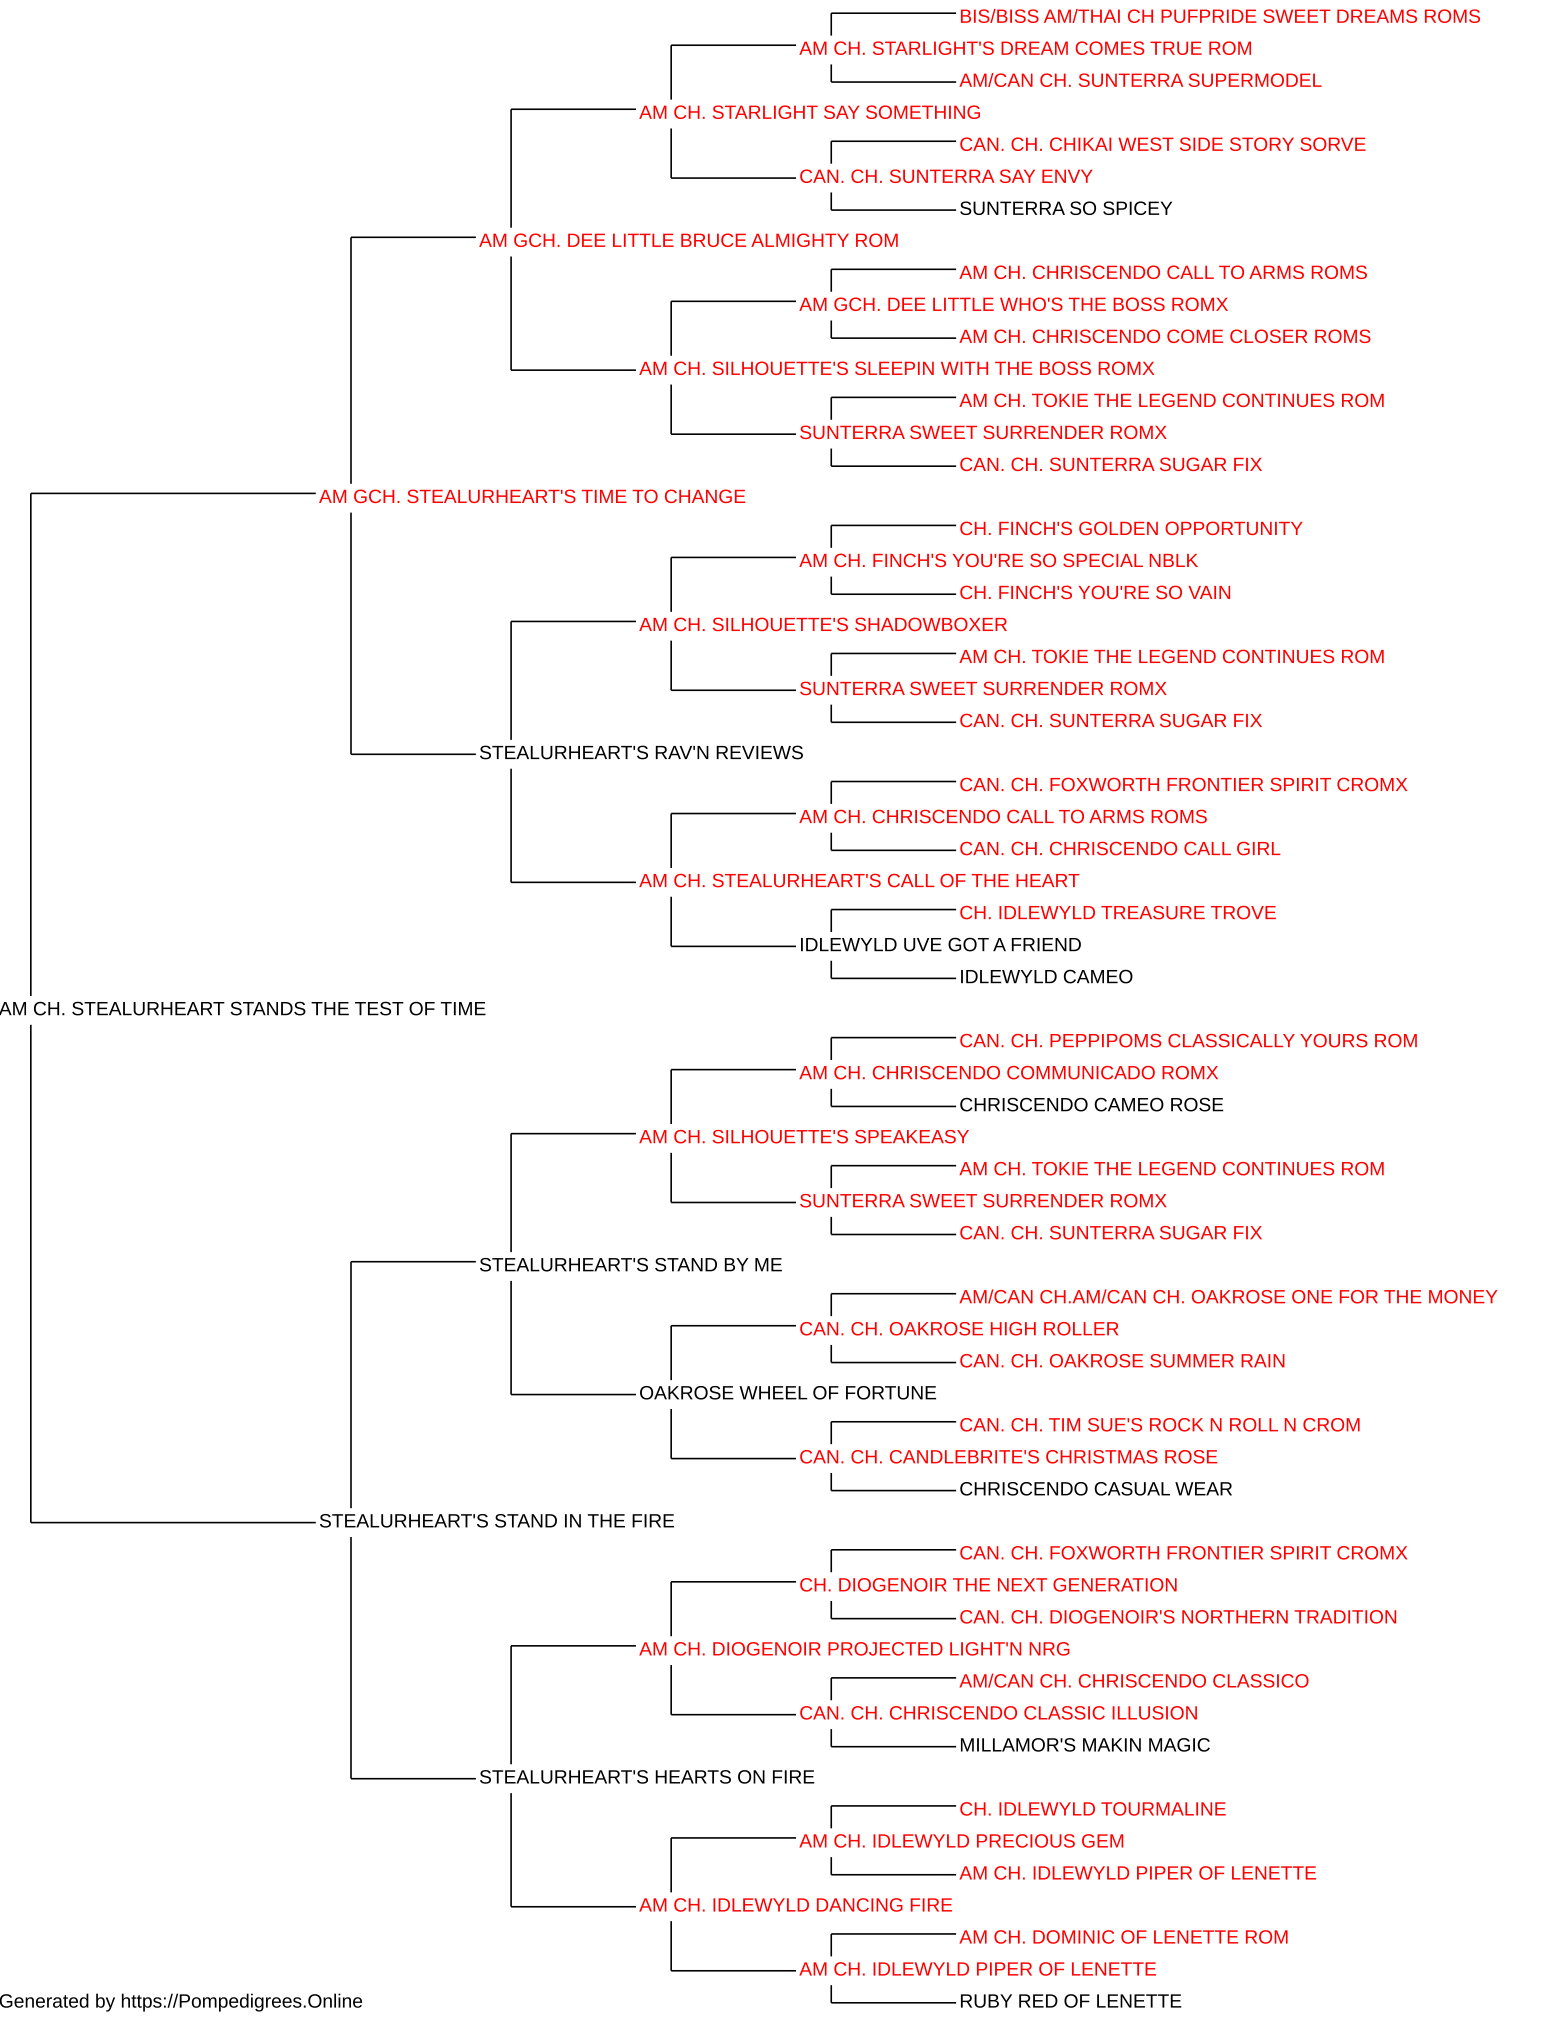 BIS/BISS AM/THAI CH PUFPRIDE SWEET DREAMS ROMS
AM CH. STARLIGHT'S DREAM COMES TRUE ROM
AM/CAN CH. SUNTERRA SUPERMODEL
AM CH. STARLIGHT SAY SOMETHING
CAN. CH. CHIKAI WEST SIDE STORY SORVE
CAN. CH. SUNTERRA SAY ENVY
SUNTERRA SO SPICEY
AM GCH. DEE LITTLE BRUCE ALMIGHTY ROM
AM CH. CHRISCENDO CALL TO ARMS ROMS
AM GCH. DEE LITTLE WHO'S THE BOSS ROMX
AM CH. CHRISCENDO COME CLOSER ROMS
AM CH. SILHOUETTE'S SLEEPIN WITH THE BOSS ROMX
AM CH. TOKIE THE LEGEND CONTINUES ROM
SUNTERRA SWEET SURRENDER ROMX
CAN. CH. SUNTERRA SUGAR FIX
AM GCH. STEALURHEART'S TIME TO CHANGE
CH. FINCH'S GOLDEN OPPORTUNITY
AM CH. FINCH'S YOU'RE SO SPECIAL NBLK
CH. FINCH'S YOU'RE SO VAIN
AM CH. SILHOUETTE'S SHADOWBOXER
AM CH. TOKIE THE LEGEND CONTINUES ROM
SUNTERRA SWEET SURRENDER ROMX
CAN. CH. SUNTERRA SUGAR FIX
STEALURHEART'S RAV'N REVIEWS
CAN. CH. FOXWORTH FRONTIER SPIRIT CROMX
AM CH. CHRISCENDO CALL TO ARMS ROMS
CAN. CH. CHRISCENDO CALL GIRL
AM CH. STEALURHEART'S CALL OF THE HEART
CH. IDLEWYLD TREASURE TROVE
IDLEWYLD UVE GOT A FRIEND
IDLEWYLD CAMEO
AM CH. STEALURHEART STANDS THE TEST OF TIME
CAN. CH. PEPPIPOMS CLASSICALLY YOURS ROM
AM CH. CHRISCENDO COMMUNICADO ROMX
CHRISCENDO CAMEO ROSE
AM CH. SILHOUETTE'S SPEAKEASY
AM CH. TOKIE THE LEGEND CONTINUES ROM
SUNTERRA SWEET SURRENDER ROMX
CAN. CH. SUNTERRA SUGAR FIX
STEALURHEART'S STAND BY ME
AM/CAN CH.AM/CAN CH. OAKROSE ONE FOR THE MONEY
CAN. CH. OAKROSE HIGH ROLLER
CAN. CH. OAKROSE SUMMER RAIN
OAKROSE WHEEL OF FORTUNE
CAN. CH. TIM SUE'S ROCK N ROLL N CROM
CAN. CH. CANDLEBRITE'S CHRISTMAS ROSE
CHRISCENDO CASUAL WEAR
STEALURHEART'S STAND IN THE FIRE
CAN. CH. FOXWORTH FRONTIER SPIRIT CROMX
CH. DIOGENOIR THE NEXT GENERATION
CAN. CH. DIOGENOIR'S NORTHERN TRADITION
AM CH. DIOGENOIR PROJECTED LIGHT'N NRG
AM/CAN CH. CHRISCENDO CLASSICO
CAN. CH. CHRISCENDO CLASSIC ILLUSION
MILLAMOR'S MAKIN MAGIC
STEALURHEART'S HEARTS ON FIRE
CH. IDLEWYLD TOURMALINE
AM CH. IDLEWYLD PRECIOUS GEM
AM CH. IDLEWYLD PIPER OF LENETTE
AM CH. IDLEWYLD DANCING FIRE
AM CH. DOMINIC OF LENETTE ROM
AM CH. IDLEWYLD PIPER OF LENETTE
RUBY RED OF LENETTE
Generated by https://Pompedigrees.Online